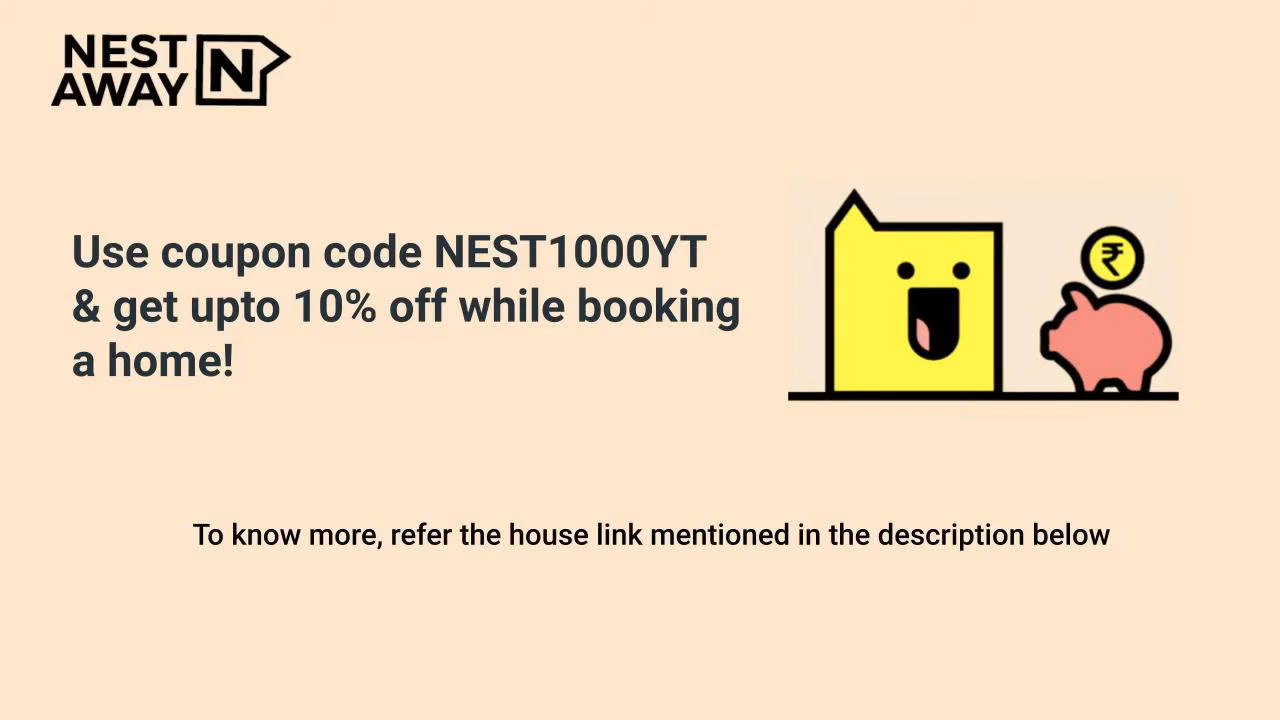 NEST
AWAY N
Use coupon code NEST1000YT
& get upto 10% off while booking
a home!
₹
To know more, refer the house link mentioned in the description below